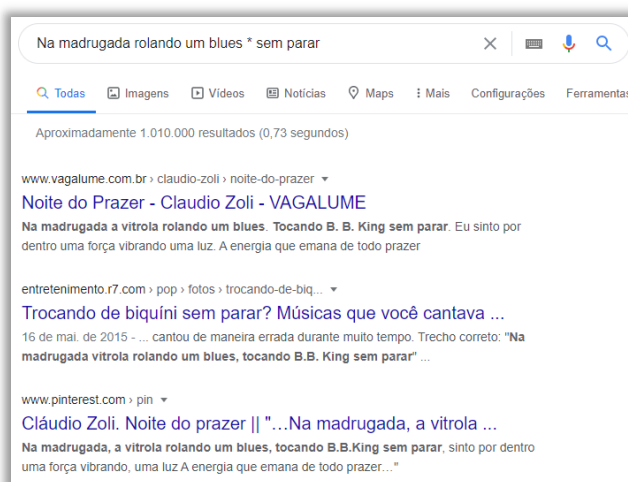 Na madrugada rolando um blues * sem parar
Todas Imagens Vídeos Notícias Maps Mais Configurações Ferramentas
Aproximadamente 1.010.000 resultados (0,73 segundos)
www.vagalume.com.br › claudio-zoli › noite-do-prazer
Noite do Prazer - Claudio Zoli - VAGALUME
Na madrugada a vitrola rolando um blues. Tocando B. B. King sem parar. Eu sinto por
dentro uma força vibrando uma luz. A energia que emana de todo prazer
entretenimento.r7.com › pop › fotos › trocando-de-biq...
Trocando de biquíni sem parar? Músicas que você cantava ...
16 de mai. de 2015 - ... cantou de maneira errada durante muito tempo. Trecho correto: "Na
madrugada vitrola rolando um blues, tocando B.B. King sem parar" ...
www.pinterest.com › pin
Cláudio Zoli. Noite do prazer || "…Na madrugada, a vitrola ...
Na madrugada, a vitrola rolando um blues, tocando B.B.King sem parar, sinto por dentro
uma força vibrando, uma luz A energia que emana de todo prazer…"